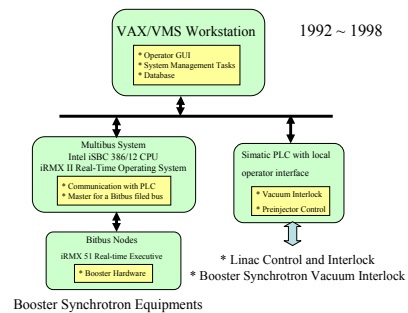 VAX/VMS Workstation
1992 ~ 1998
* Operator GUI
* System Management Tasks
* Database
Multibus System
Intel iSBC 386/12 CPU
iRMX II Real-Time Operating System
* Communication with PLC
* Master for a Bitbus filed bus
Simatic PLC with local
operator interface
* Vacuum Interlock
* Preinjector Control
Bitbus Nodes
iRMX 51 Real-time Executive
* Booster Hardware
* Linac Control and Interlock
* Booster Synchrotron Vacuum Interlock
Booster Synchrotron Equipments